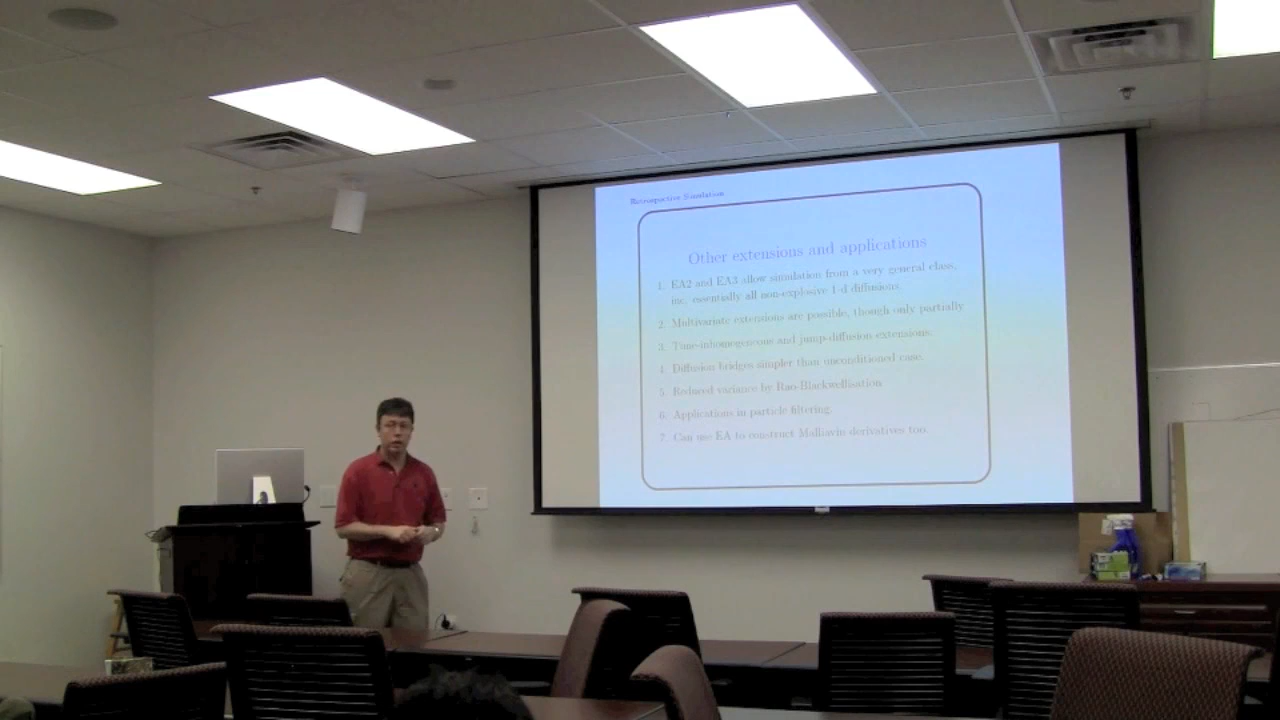 Retrospective Simulation
Other extensions and applications
1. EA2 and EA3 allow simulation from a very general class,
inc. essentially all non-explosive 1-d diffusions.
2. Multivariate extensions are possible, though only partially
3. Time-inhomogeneous and jump-diffusion extensions.
4. Diffusion bridges simpler than unconditioned case.
5. Reduced variance by Rao-Blackwellisation
6. Applications in particle filtering.
7. Can use EA to construct Malliavin derivatives too.